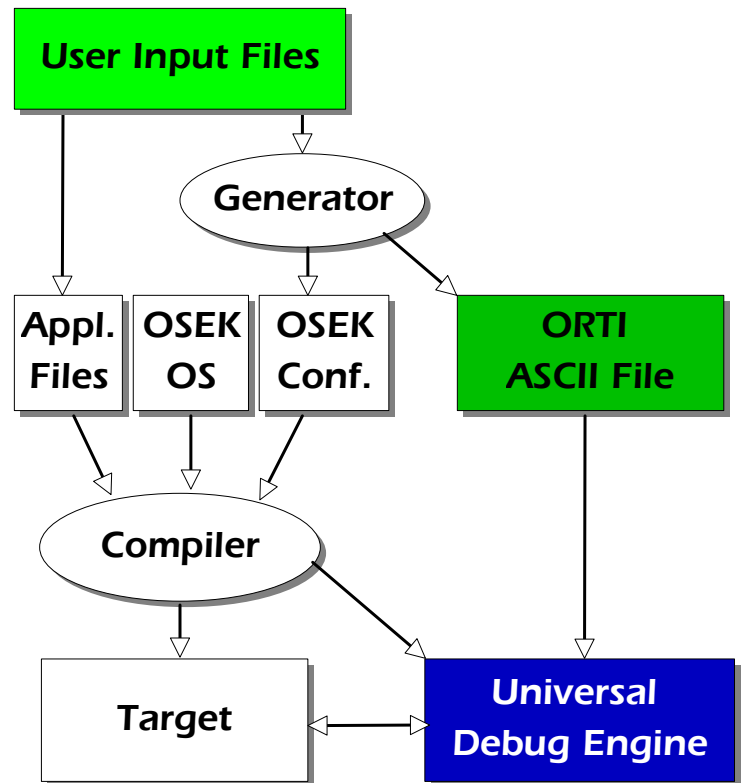 User Input Files
Generator
Appl.
Files
OSEK
OS
OSEK
Conf.
ORTI
ASCII File
Compiler
Target
Universal
Debug Engine